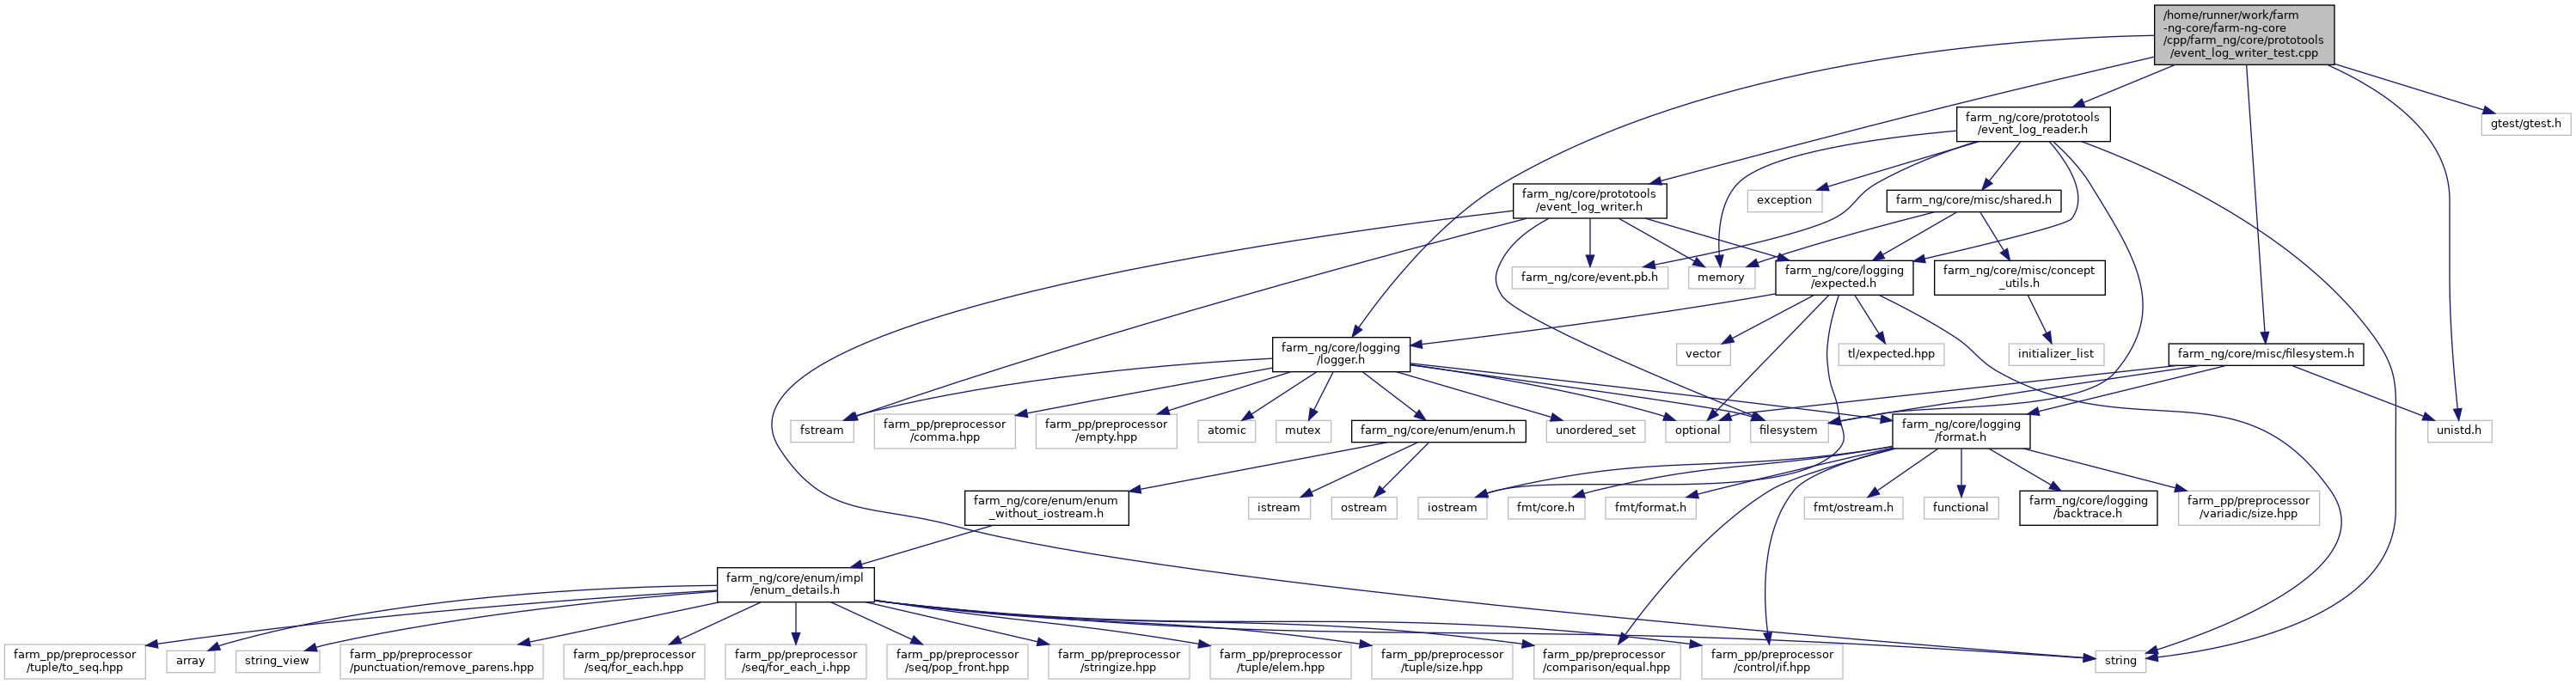 /home/runner/work/farm
-ng-core/farm-ng-core
/cpp/farm_ng/core/prototools
/event_log_writer_test.cpp
farm_ng/core/prototools
/event_log_reader.h
gtest/gtest.h
farm_ng/core/prototools
/event_log_writer.h
exception
farm_ng/core/misc/shared.h
farm_ng/core/event.pb.h
memory
farm_ng/core/logging
/expected.h
farm_ng/core/misc/concept
_utils.h
farm_ng/core/logging
/logger.h
vector
tl/expected.hpp
initializer_list
farm_ng/core/misc/filesystem.h
fstream
farm_pp/preprocessor
/comma.hpp
farm_pp/preprocessor
/empty.hpp
atomic
mutex
farm_ng/core/enum/enum.h
unordered_set
optional
filesystem
farm_ng/core/logging
/format.h
unistd.h
farm_ng/core/enum/enum
_without_iostream.h
istream
ostream
iostream
fmt/core.h
fmt/format.h
fmt/ostream.h
functional
farm_ng/core/logging
/backtrace.h
farm_pp/preprocessor
/variadic/size.hpp
farm_ng/core/enum/impl
/enum_details.h
farm_pp/preprocessor
/tuple/to_seq.hpp
array
string_view
farm_pp/preprocessor
/punctuation/remove_parens.hpp
farm_pp/preprocessor
/seq/for_each.hpp
farm_pp/preprocessor
/seq/for_each_i.hpp
farm_pp/preprocessor
/seq/pop_front.hpp
farm_pp/preprocessor
/stringize.hpp
farm_pp/preprocessor
/tuple/elem.hpp
farm_pp/preprocessor
/tuple/size.hpp
farm_pp/preprocessor
/comparison/equal.hpp
farm_pp/preprocessor
/control/if.hpp
string